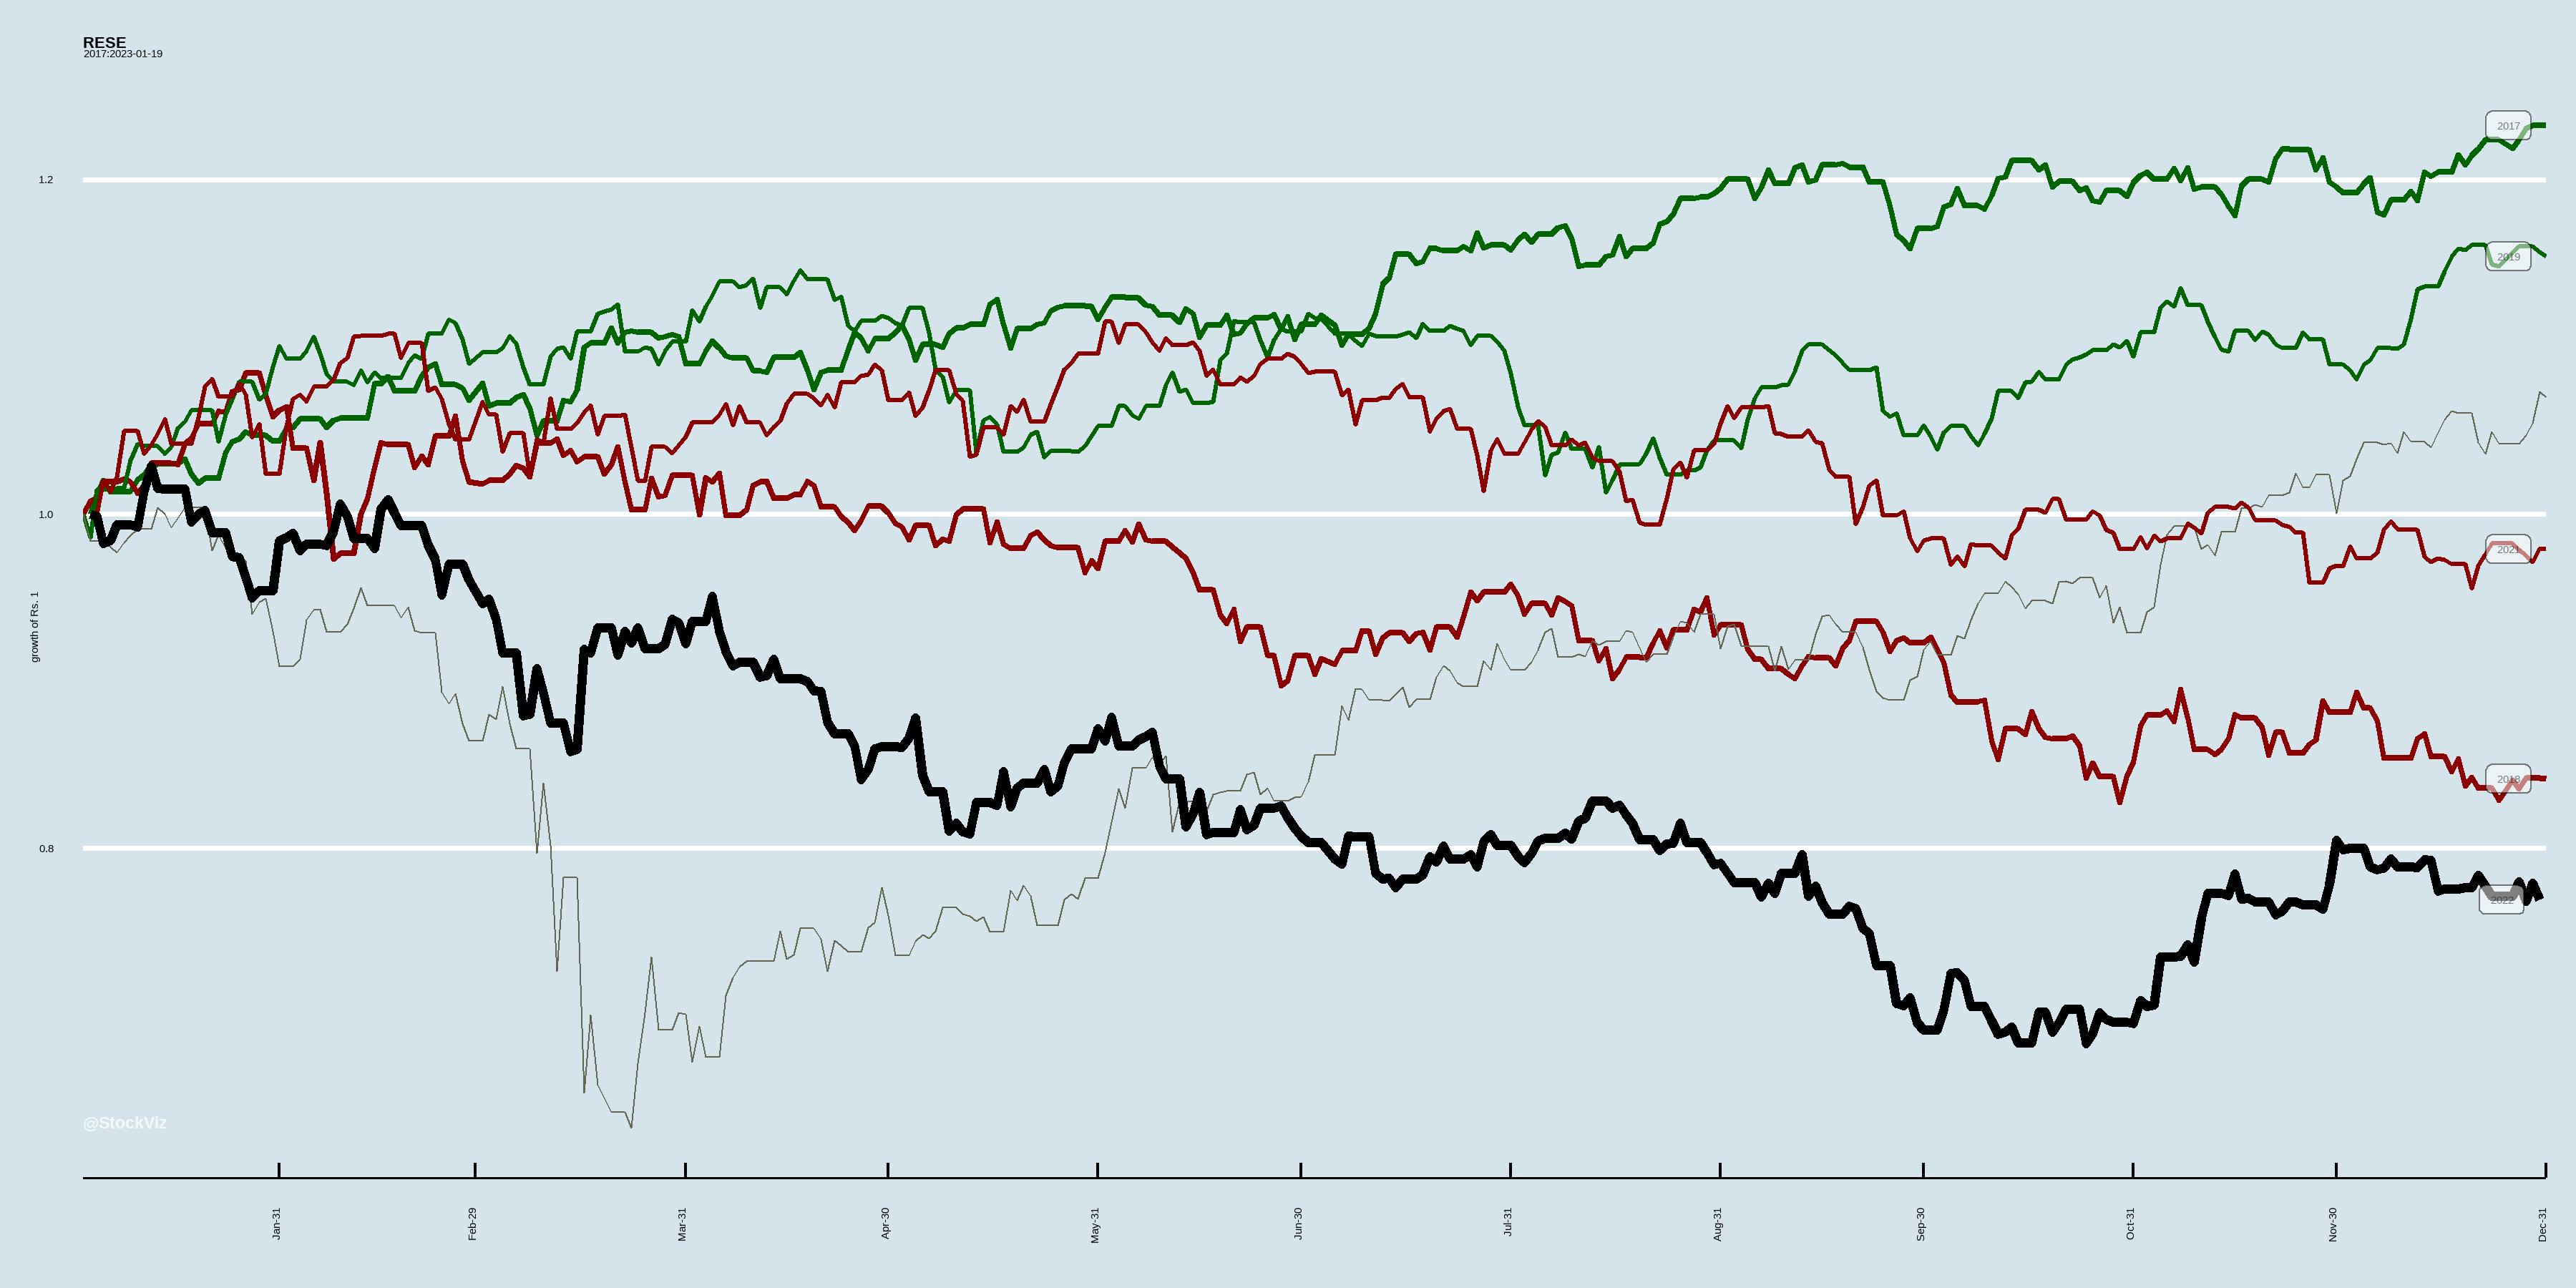 RESE
2017:2023-01-19
2017
1.2
2019
1.0
2021
growth of Rs. 1
2018
0.8
2022
@StockViz
Jan-31
Feb-29
Mar-31
Apr-30
May-31
Jun-30
Jul-31
Aug-31
Sep-30
Oct-31
Nov-30
Dec-31